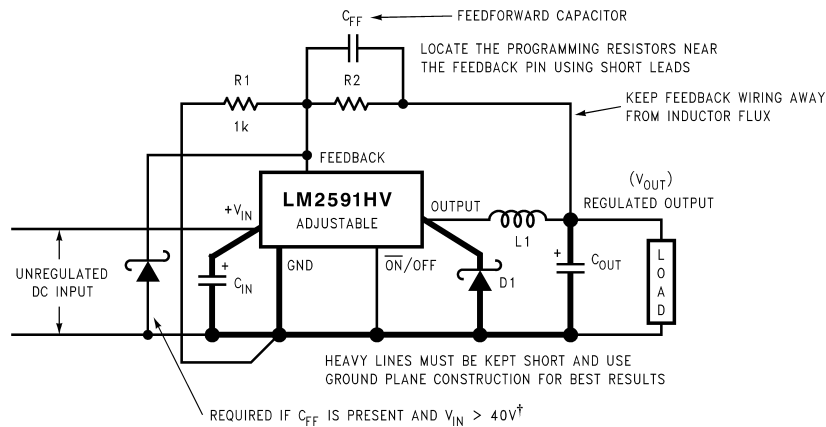 C_FF
FEEDFORWARD CAPACITOR
LOCATE THE PROGRAMMING RESISTORS NEAR
THE FEEDBACK PIN USING SHORT LEADS
R1
1k
R2
KEEP FEEDBACK WIRING AWAY
FROM INDUCTOR FLUX
FEEDBACK
+V_IN
LM2591HV
ADJUSTABLE
OUTPUT
L1
(V_OUT)
REGULATED OUTPUT
UNREGULATED
DC INPUT
+
C_IN
GND
O̅N̅/OFF
D1
+
C_OUT
LOAD
HEAVY LINES MUST BE KEPT SHORT AND USE
GROUND PLANE CONSTRUCTION FOR BEST RESULTS
REQUIRED IF C_FF IS PRESENT AND V_IN > 40V†